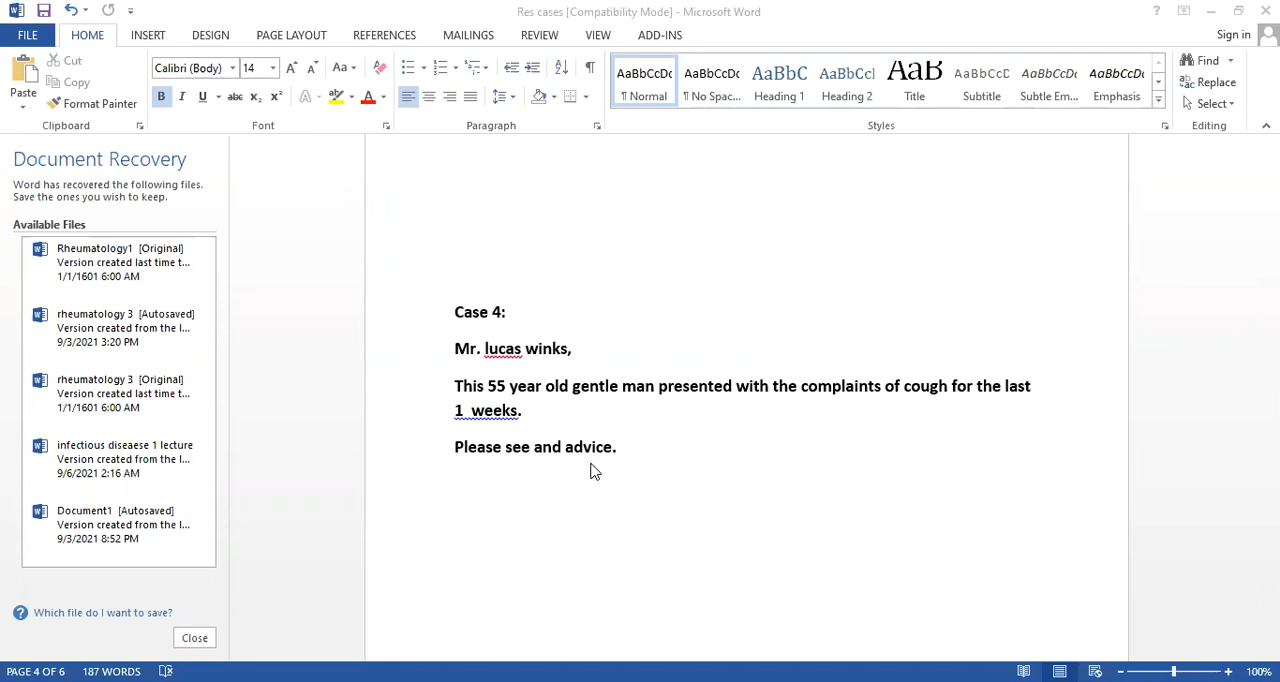 Res cases [Compatibility Mode] - Microsoft Word
?
FILE HOME INSERT DESIGN PAGE LAYOUT REFERENCES MAILINGS REVIEW VIEW ADD-INS Sign in
Paste
Cut
Copy
Format Painter
Clipboard
Calibri (Body) 14 A A Aa
B I U abc X₂ X² A A
Font
Paragraph
AaBbCcDc AaBbCcDc AaBbC AaBbCcl AaB AaBbCcD AaBbCcDc AaBbCcDc
¶ Normal ¶ No Spac... Heading 1 Heading 2 Title Subtitle Subtle Em... Emphasis
Styles
Find
Replace
Select
Editing
Document Recovery
Word has recovered the following files.
Save the ones you wish to keep.
Available Files
Rheumatology1 [Original]
Version created last time t...
1/1/1601 6:00 AM
rheumatology 3 [Autosaved]
Version created from the l...
9/3/2021 3:20 PM
rheumatology 3 [Original]
Version created last time t...
1/1/1601 6:00 AM
infectious diseaese 1 lecture
Version created from the l...
9/6/2021 2:16 AM
Document1 [Autosaved]
Version created from the l...
9/3/2021 8:52 PM
? Which file do I want to save?
Close
Case 4:
Mr. lucas winks,
This 55 year old gentle man presented with the complaints of cough for the last
1 weeks.
Please see and advice.
PAGE 4 OF 6 187 WORDS 100%